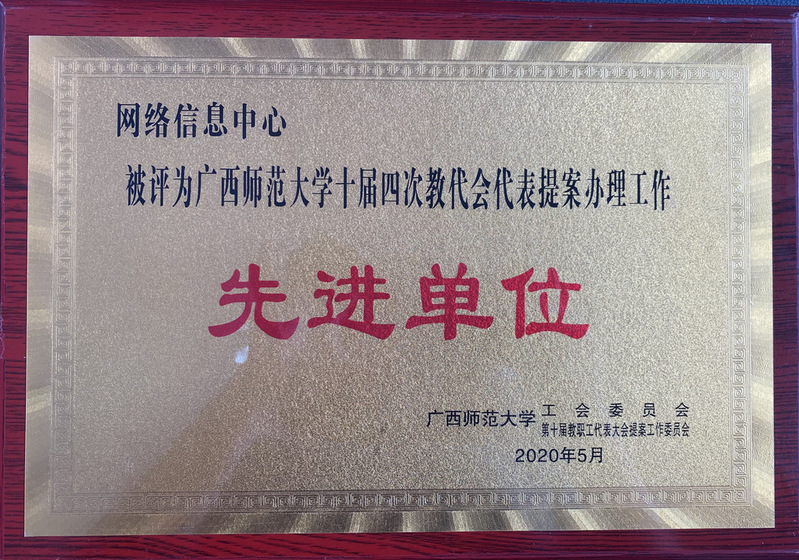 网络信息中心
被评为广西师范大学十届四次教代会代表提案办理工作
先进单位
广西师范大学 工会委员会
第十届教职工代表大会提案工作委员会
2020年5月